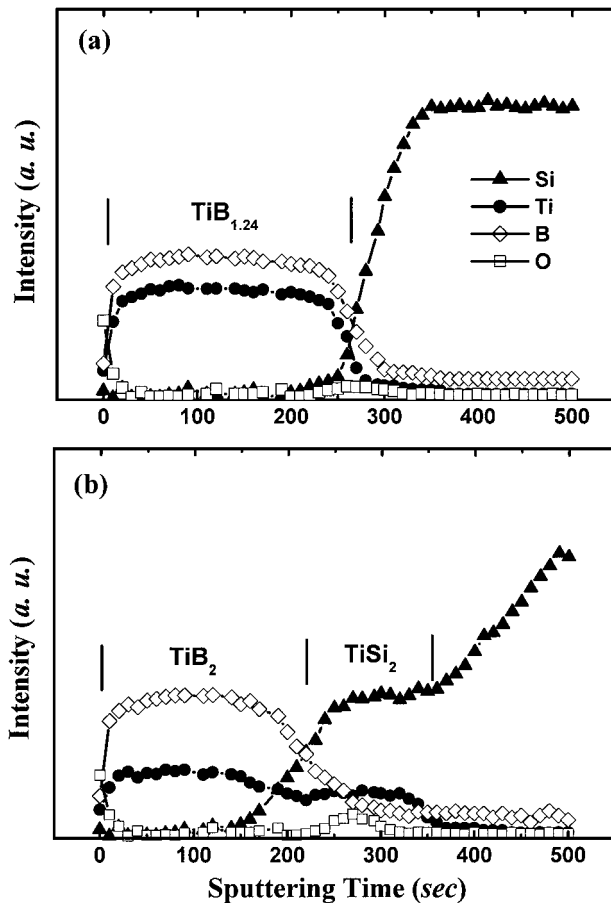 (a)
TiB1.24
Si
Ti
B
O
Intensity (a. u.)
0 100 200 300 400 500
(b)
TiB2 TiSi2
Intensity (a. u.)
0 100 200 300 400 500
Sputtering Time (sec)